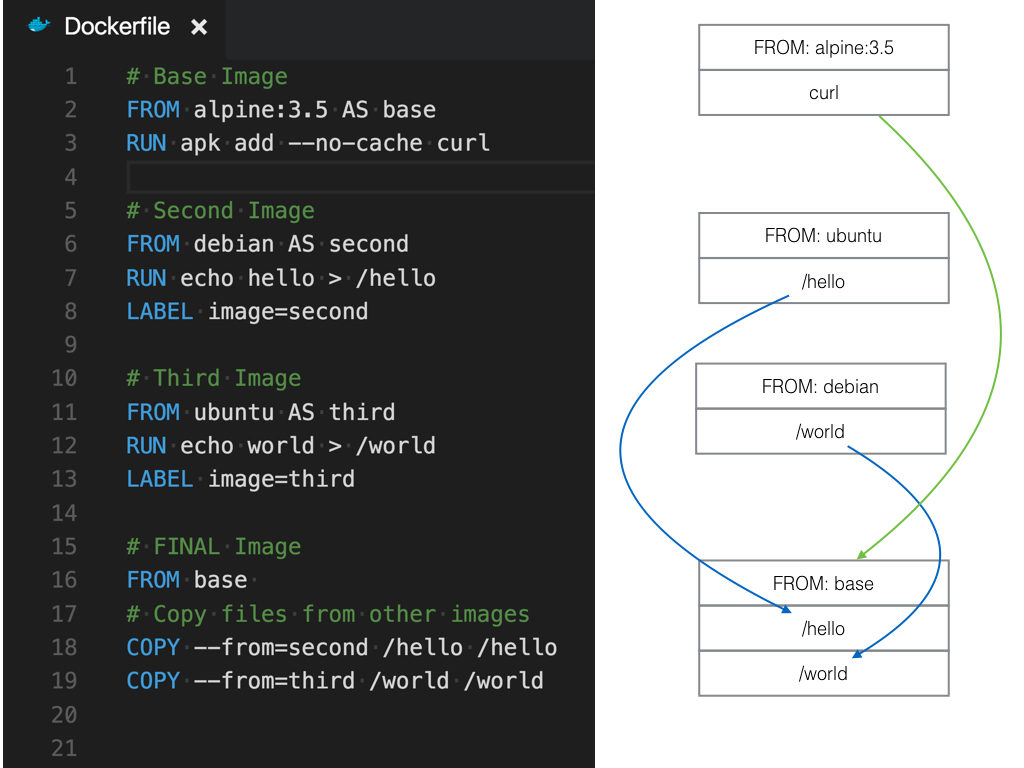 Dockerfile ×
1 # Base Image
2 FROM alpine:3.5 AS base
3 RUN apk add --no-cache curl
4
5 # Second Image
6 FROM debian AS second
7 RUN echo hello > /hello
8 LABEL image=second
9
10 # Third Image
11 FROM ubuntu AS third
12 RUN echo world > /world
13 LABEL image=third
14
15 # FINAL Image
16 FROM base
17 # Copy files from other images
18 COPY --from=second /hello /hello
19 COPY --from=third /world /world
20
21
FROM: alpine:3.5
curl
FROM: ubuntu
/hello
FROM: debian
/world
FROM: base
/hello
/world